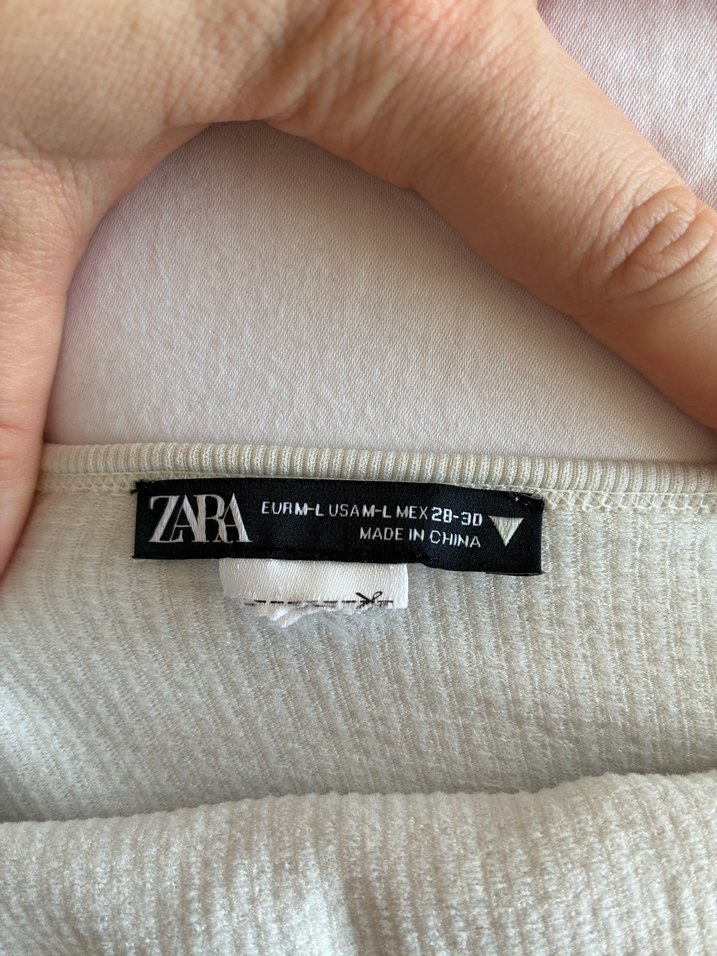 ZARA
EUR M-L USA M-L MEX 28-30
MADE IN CHINA